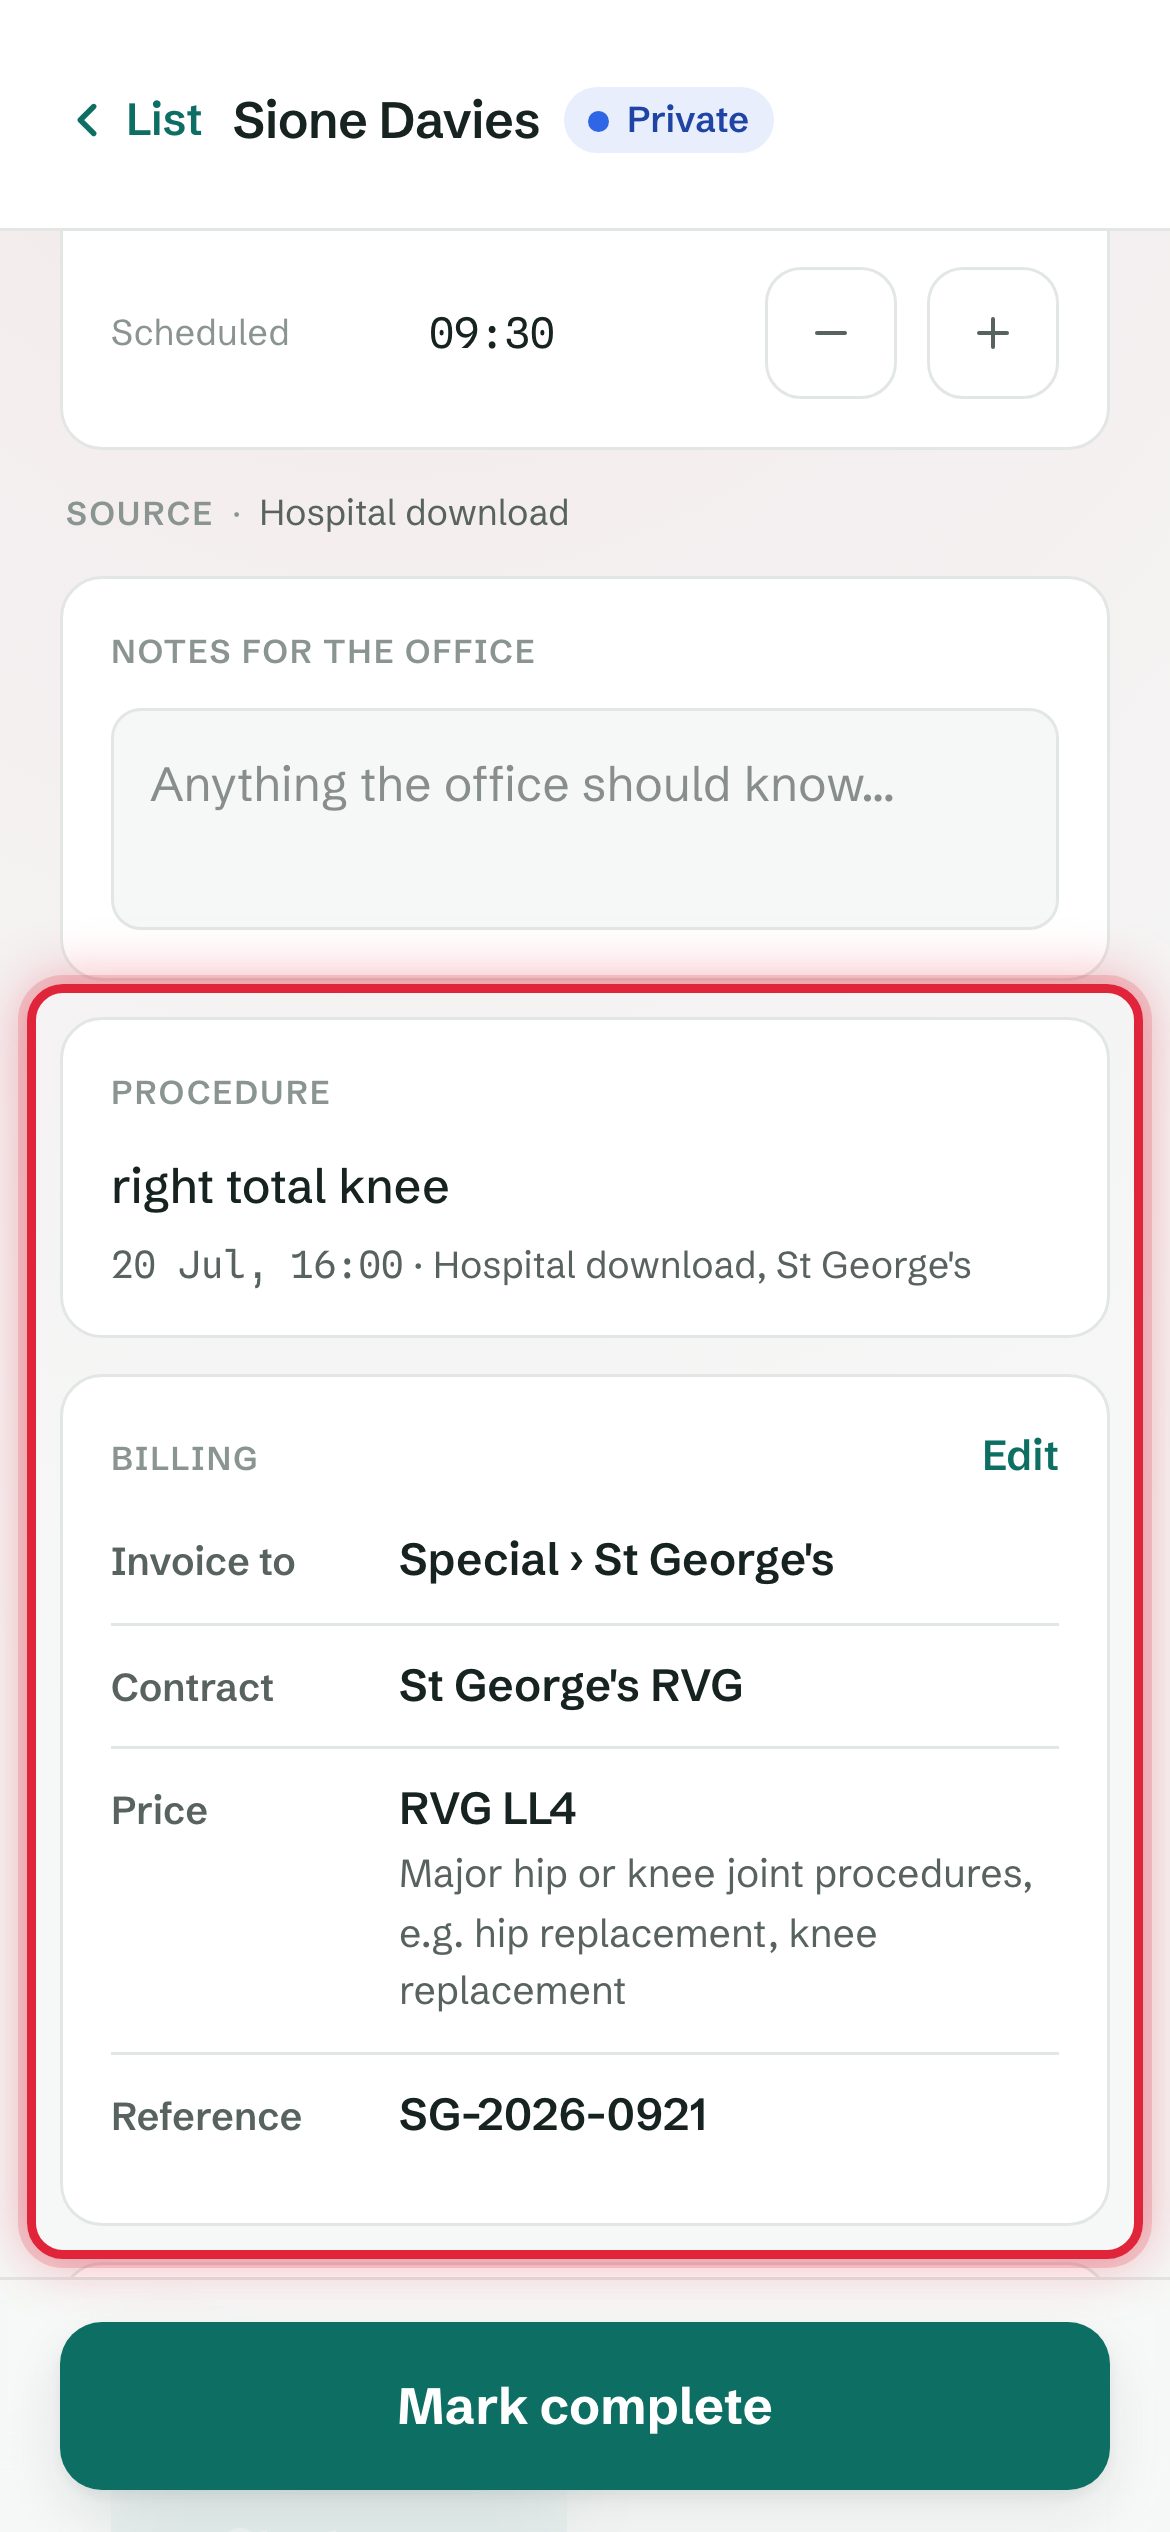 List Sione Davies Private
Scheduled 09:30
SOURCE · Hospital download
NOTES FOR THE OFFICE
Anything the office should know...
PROCEDURE
right total knee
20 Jul, 16:00 · Hospital download, St George's
BILLING Edit
Invoice to Special › St George's
Contract St George's RVG
Price RVG LL4
Major hip or knee joint procedures,
e.g. hip replacement, knee
replacement
Reference SG-2026-0921
Mark complete